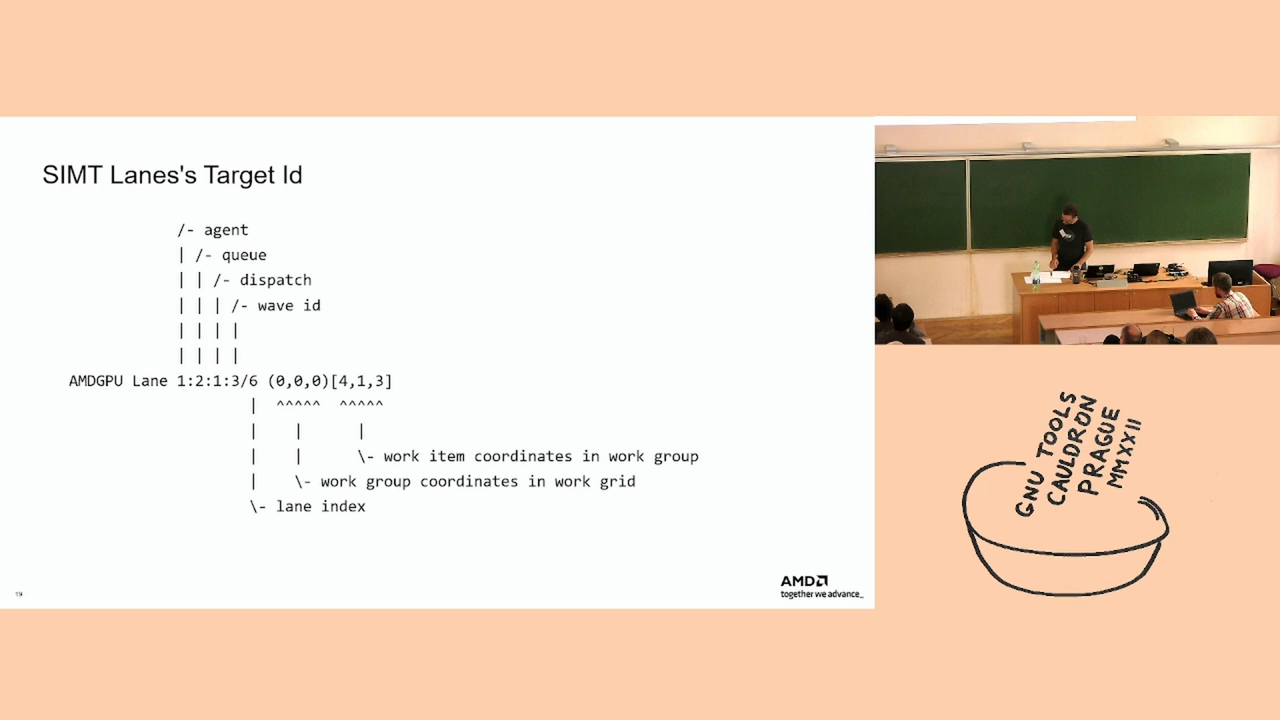 SIMT Lanes's Target Id
/- agent
| /- queue
| | /- dispatch
| | | /- wave id
| | | |
| | | |
AMDGPU Lane 1:2:1:3/6 (0,0,0)[4,1,3]
| ^^^^^ ^^^^^
| | |
| | \- work item coordinates in work group
| \- work group coordinates in work grid
\- lane index
19
AMD
together we advance_
GNU TOOLS
CAULDRON
PRAGUE
MMXXII